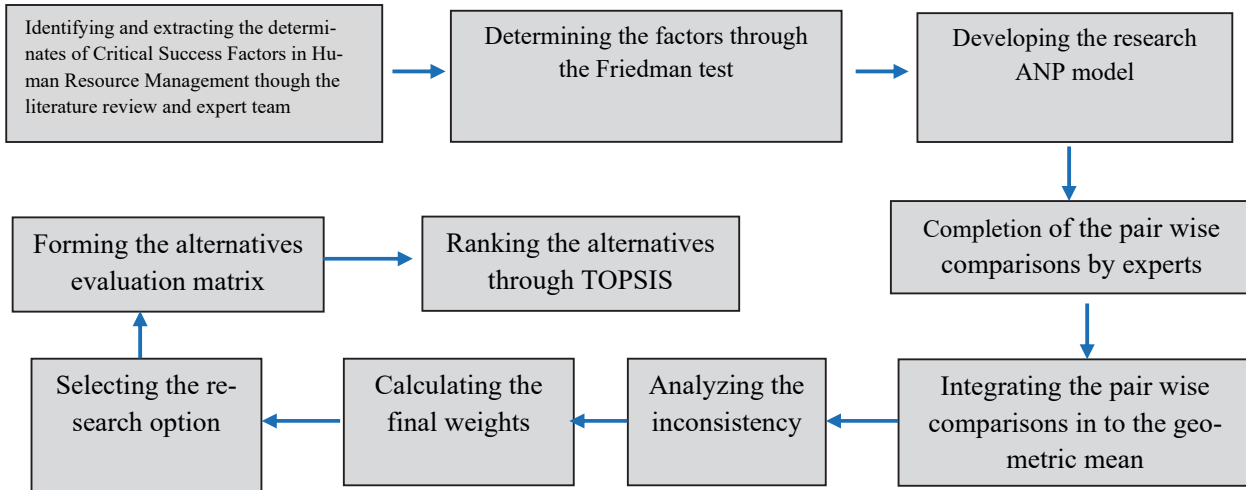 Identifying and extracting the determi-
nates of Critical Success Factors in Hu-
man Resource Management though the
literature review and expert team
Determining the factors through
the Friedman test
Developing the research
ANP model
Completion of the pair wise
comparisons by experts
Integrating the pair wise
comparisons in to the geo-
metric mean
Analyzing the
inconsistency
Calculating the
final weights
Selecting the re-
search option
Forming the alternatives
evaluation matrix
Ranking the alternatives
through TOPSIS